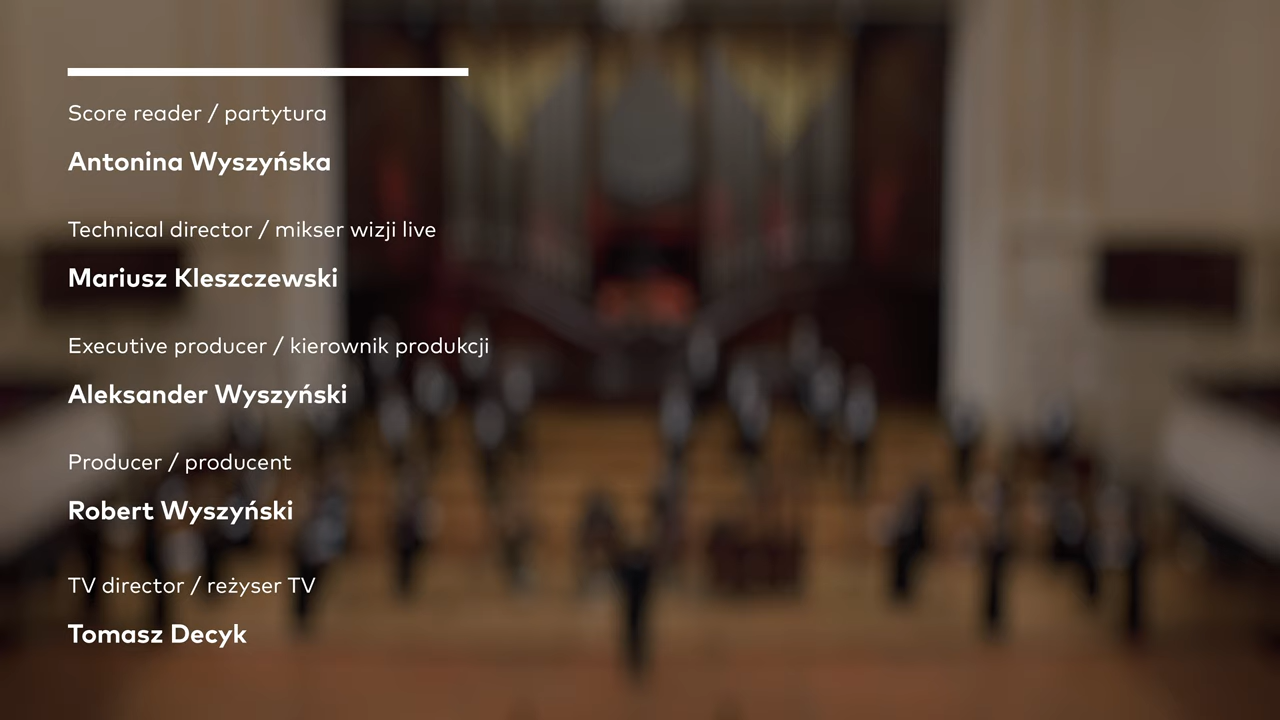 Score reader / partytura
Antonina Wyszyńska
Technical director / mikser wizji live
Mariusz Kleszczewski
Executive producer / kierownik produkcji
Aleksander Wyszyński
Producer / producent
Robert Wyszyński
TV director / reżyser TV
Tomasz Decyk